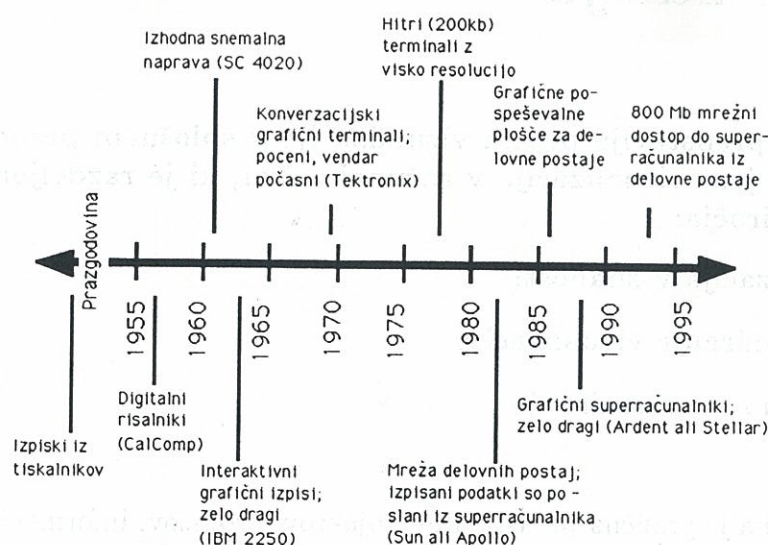 Izhodna snemalna
naprava (SC 4020)
Hitri (200kb)
terminali z
visko resolucijo
Konverzacijski
grafični terminali;
poceni, vendar
počasni (Tektronix)
Grafične po-
speševalne
plošče za de-
lovne postaje
800 Mb mrežni
dostop do super-
računalnika iz
delovne postaje
Prazgodovina
1955
1960
1965
1970
1975
1980
1985
1990
1995
Izpiski iz
tiskalnikov
Digitalni
risalniki
(CalComp)
Interaktivni
grafični izpisi;
zelo dragi
(IBM 2250)
Mreža delovnih postaj;
izpisani podatki so po-
slani iz superračunalnika
(Sun ali Apollo)
Grafični superračunalniki;
zelo dragi (Ardent ali Stellar)